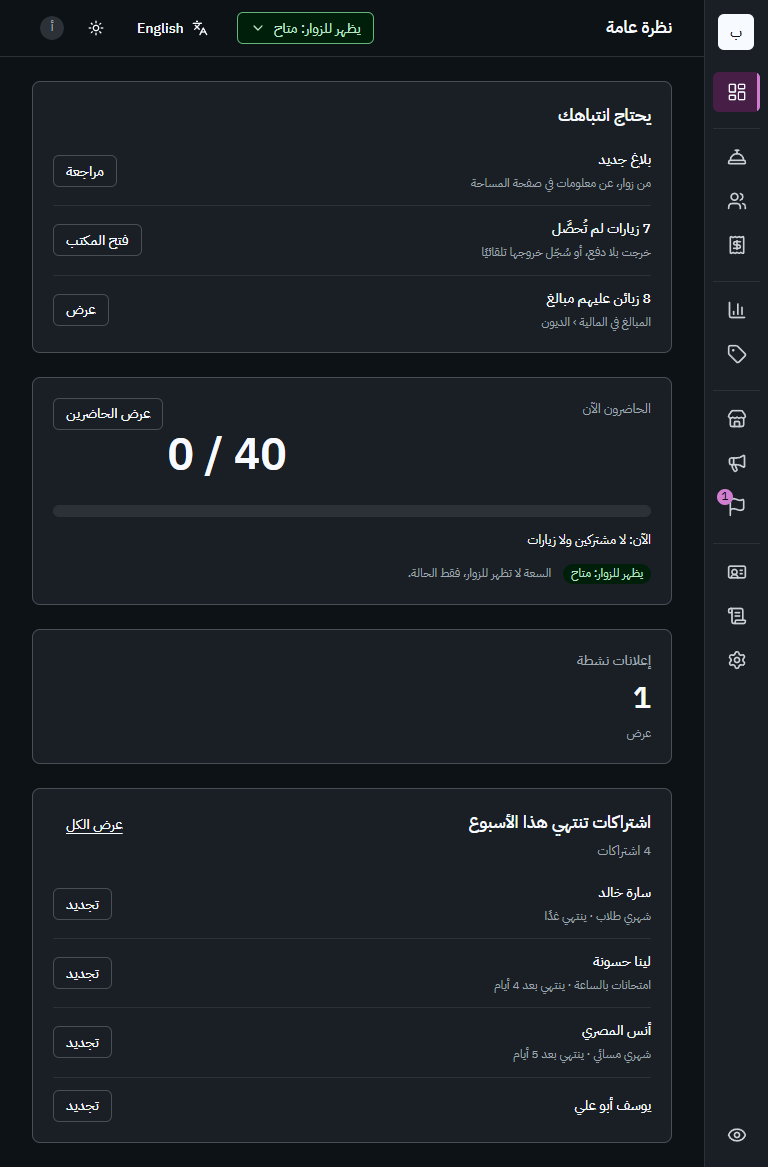 ب
نظرة عامة
يظهر للزوار: متاح
English
أ
يحتاج انتباهك
بلاغ جديد
من زوار، عن معلومات في صفحة المساحة
مراجعة
7 زيارات لم تُحصَّل
خرجت بلا دفع، أو سُجّل خروجها تلقائيًا
فتح المكتب
8 زبائن عليهم مبالغ
المبالغ في المالية › الديون
عرض
الحاضرون الآن
عرض الحاضرين
0 / 40
الآن: لا مشتركين ولا زيارات
يظهر للزوار: متاح
السعة لا تظهر للزوار، فقط الحالة.
1
إعلانات نشطة
1
عرض
اشتراكات تنتهي هذا الأسبوع
عرض الكل
4 اشتراكات
سارة خالد
شهري طلاب · ينتهي غدًا
تجديد
لينا حسونة
امتحانات بالساعة · ينتهي بعد 4 أيام
تجديد
أنس المصري
شهري مسائي · ينتهي بعد 5 أيام
تجديد
يوسف أبو علي
تجديد